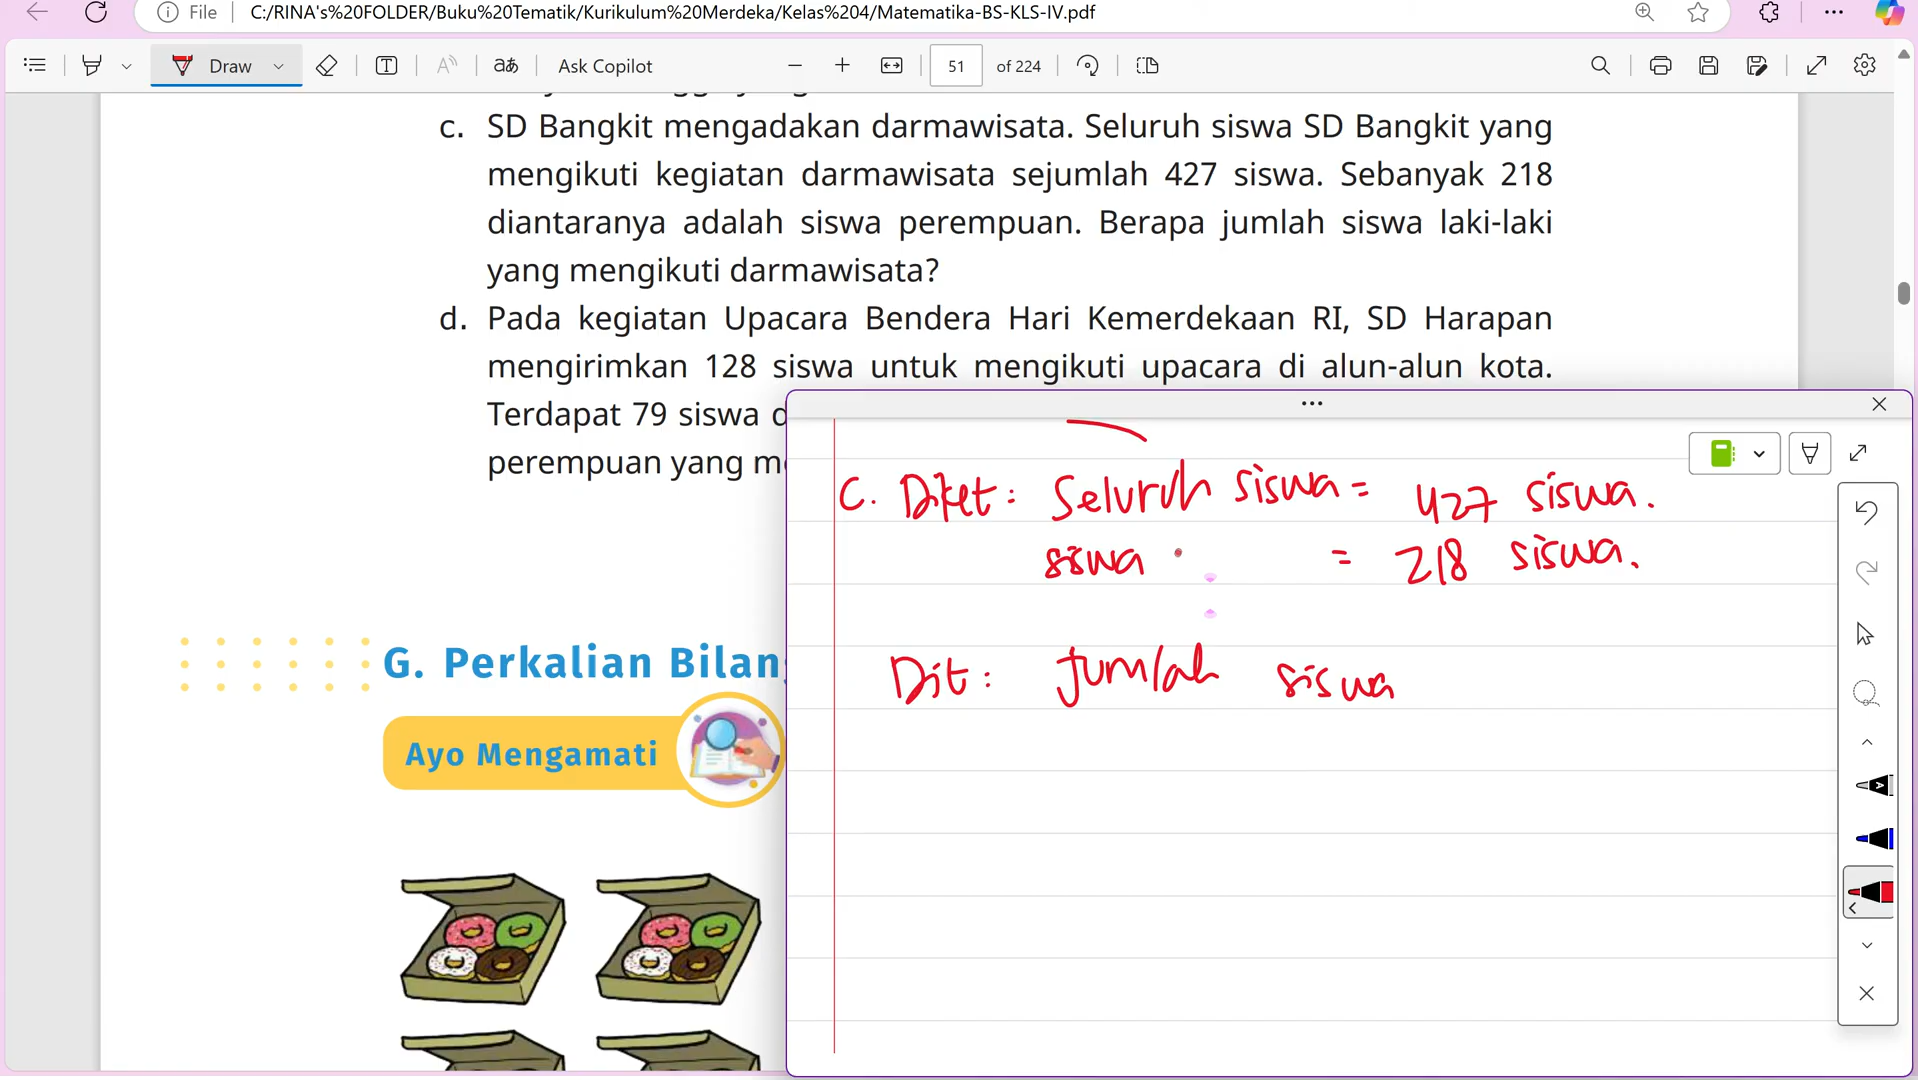 File
C:/RINA's%20FOLDER/Buku%20Tematik/Kurikulum%20Merdeka/Kelas%204/Matematika-BS-KLS-IV.pdf
Draw
T
Ask Copilot
51 of 224
c. SD Bangkit mengadakan darmawisata. Seluruh siswa SD Bangkit yang
mengikuti kegiatan darmawisata sejumlah 427 siswa. Sebanyak 218
diantaranya adalah siswa perempuan. Berapa jumlah siswa laki-laki
yang mengikuti darmawisata?
d. Pada kegiatan Upacara Bendera Hari Kemerdekaan RI, SD Harapan
mengirimkan 128 siswa untuk mengikuti upacara di alun-alun kota.
Terdapat 79 siswa
perempuan yang
G. Perkalian Bilang
Ayo Mengamati
C. Diket: Seluruh siswa = 427 siswa.
siswa = 218 siswa.
Dit: Jumlah siswa